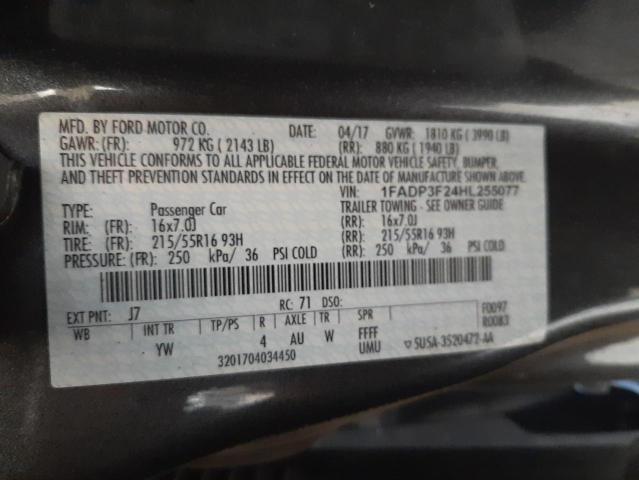 MFD. BY FORD MOTOR CO. DATE: 04/17 GVWR: 1810 KG ( 3990 LB)
GAWR: (FR): 972 KG ( 2143 LB) (RR): 880 KG ( 1940 LB)
THIS VEHICLE CONFORMS TO ALL APPLICABLE FEDERAL MOTOR VEHICLE SAFETY, BUMPER,
AND THEFT PREVENTION STANDARDS IN EFFECT ON THE DATE OF MANUFACTURE SHOWN ABOVE.
VIN: 1FADP3F24HL255077
TYPE: Passenger Car TRAILER TOWING - SEE OWNER GUIDE
RIM: (FR): 16x7.0J (RR): 16x7.0J
TIRE: (FR): 215/55R16 93H (RR): 215/55R16 93H
PRESSURE: (FR): 250 kPa/ 36 PSI COLD (RR): 250 kPa/ 36 PSI COLD
EXT PNT: J7 RC: 71 DSO: F0097
WB INT TR TP/PS R AXLE TR SPR R0083
YW 4 AU W FFFF
3201704034450 UMU ▽ SU5A-3520472-AA